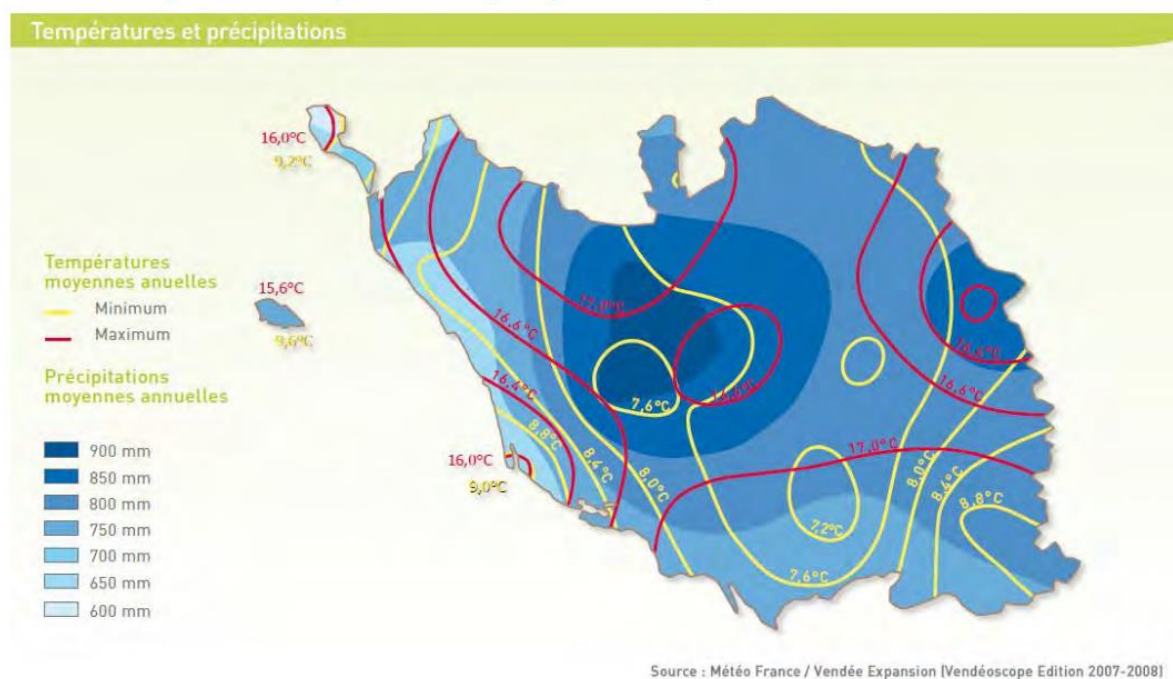 Températures et précipitations
16,0°C
9,2°C
Températures
moyennes anuelles
Minimum
Maximum
15,6°C
9,6°C
Précipitations
moyennes annuelles
900 mm
850 mm
800 mm
750 mm
700 mm
650 mm
600 mm
17,0°C
16,6°C
16,4°C
16,4°C
16,6°C
7,6°C
8,8°C
8,4°C
8,0°C
16,0°C
9,0°C
17,0°C
8,0°C
8,4°C
8,8°C
7,2°C
7,6°C
Source : Météo France / Vendée Expansion (Vendéoscope Edition 2007-2008)